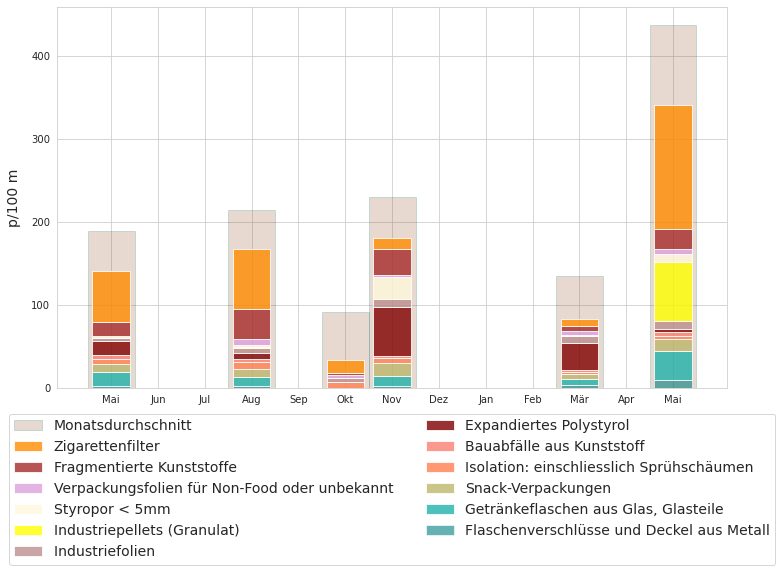 400
300
200
100
0
p/100 m
Mai Jun Jul Aug Sep Okt Nov Dez Jan Feb Mär Apr Mai
Monatsdurchschnitt
Zigarettenfilter
Fragmentierte Kunststoffe
Verpackungsfolien für Non-Food oder unbekannt
Styropor < 5mm
Industriepellets (Granulat)
Industriefolien
Expandiertes Polystyrol
Bauabfälle aus Kunststoff
Isolation: einschliesslich Sprühschäumen
Snack-Verpackungen
Getränkeflaschen aus Glas, Glasteile
Flaschenverschlüsse und Deckel aus Metall